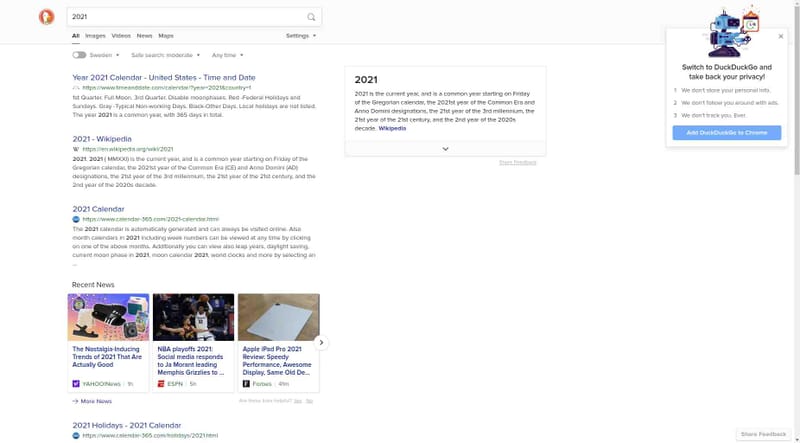 2021
All Images Videos News Maps Settings
Sweden Safe search: moderate Any time
Year 2021 Calendar - United States - Time and Date
https://www.timeanddate.com/calendar/?year=2021&country=1
1st Quarter. Full Moon. 3rd Quarter. Disable moonphases. Red -Federal Holidays and
Sundays. Gray -Typical Non-working Days. Black-Other Days. Local holidays are not listed.
The year 2021 is a common year, with 365 days in total.
2021 - Wikipedia
https://en.wikipedia.org/wiki/2021
2021. 2021 ( MMXXI) is the current year, and is a common year starting on Friday of the
Gregorian calendar, the 2021st year of the Common Era (CE) and Anno Domini (AD)
designations, the 21st year of the 3rd millennium, the 21st year of the 21st century, and the
2nd year of the 2020s decade.
2021 Calendar
https://www.calendar-365.com/2021-calendar.html
The 2021 calendar is automatically generated and can always be visited online. Also
month calendars in 2021 including week numbers can be viewed at any time by clicking
on one of the above months. Additionally you can view also leap years, daylight saving,
current moon phase in 2021, moon calendar 2021, world clocks and more by selecting an
...
Recent News
The Nostalgia-Inducing
Trends of 2021 That Are
Actually Good
YAHOO!News 1h
NBA playoffs 2021:
Social media responds
to Ja Morant leading
Memphis Grizzlies to ...
ESPN 5h
Apple iPad Pro 2021
Review: Speedy
Performance, Awesome
Display, Same Old De...
Forbes 41m
More News
Are these links helpful? Yes No
2021 Holidays - 2021 Calendar
https://www.calendar-365.com/holidays/2021.html
2021
2021 is the current year, and is a common year starting on Friday
of the Gregorian calendar, the 2021st year of the Common Era and
Anno Domini designations, the 21st year of the 3rd millennium, the
21st year of the 21st century, and the 2nd year of the 2020s
decade. Wikipedia
Share Feedback
Switch to DuckDuckGo and
take back your privacy!
1 We don't store your personal info.
2 We don't follow you around with ads.
3 We don't track you. Ever.
Add DuckDuckGo to Chrome
Share Feedback